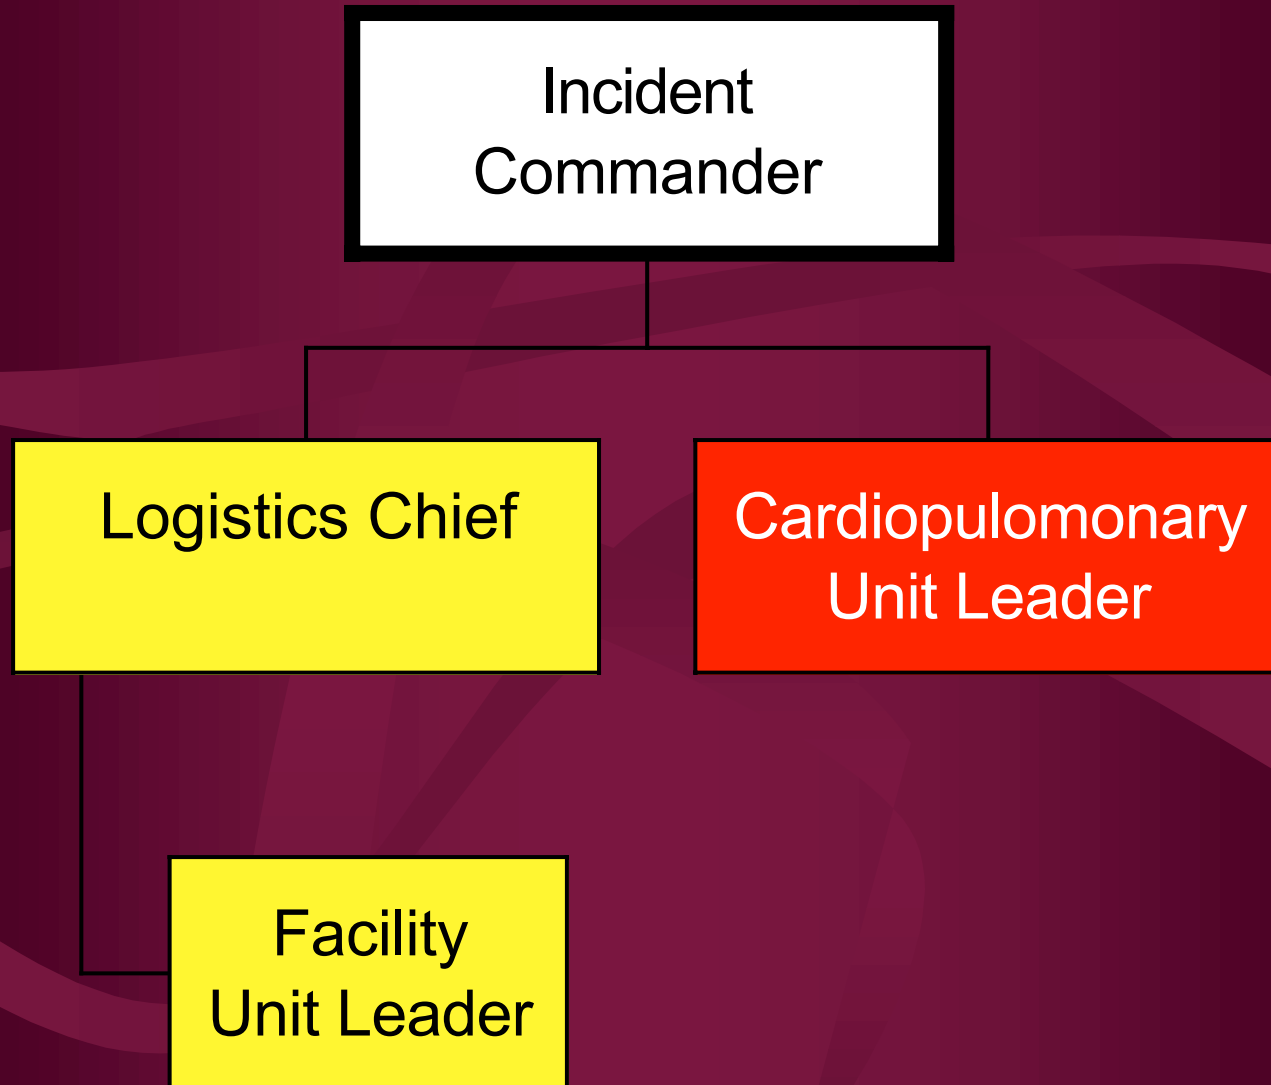 Incident
Commander
Logistics Chief
Cardiopulomonary
Unit Leader
Facility
Unit Leader